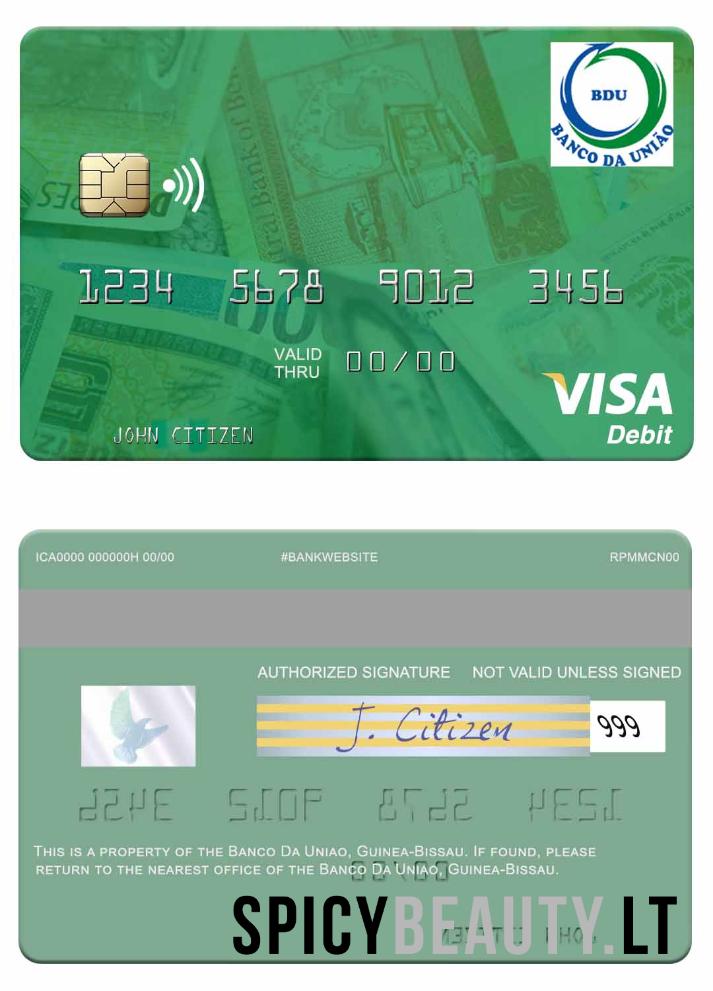 BDU
BANCO DA UNIÃO
1234 5678 9012 3456
VALID THRU 00/00
VISA
Debit
JOHN CITIZEN
ICA0000 000000H 00/00 #BANKWEBSITE RPMMCN00
AUTHORIZED SIGNATURE NOT VALID UNLESS SIGNED
J. Citizen 999
THIS IS A PROPERTY OF THE BANCO DA UNIAO, GUINEA-BISSAU. IF FOUND, PLEASE
RETURN TO THE NEAREST OFFICE OF THE BANCO DA UNIAO, GUINEA-BISSAU.
SPICYBEAUTY.LT